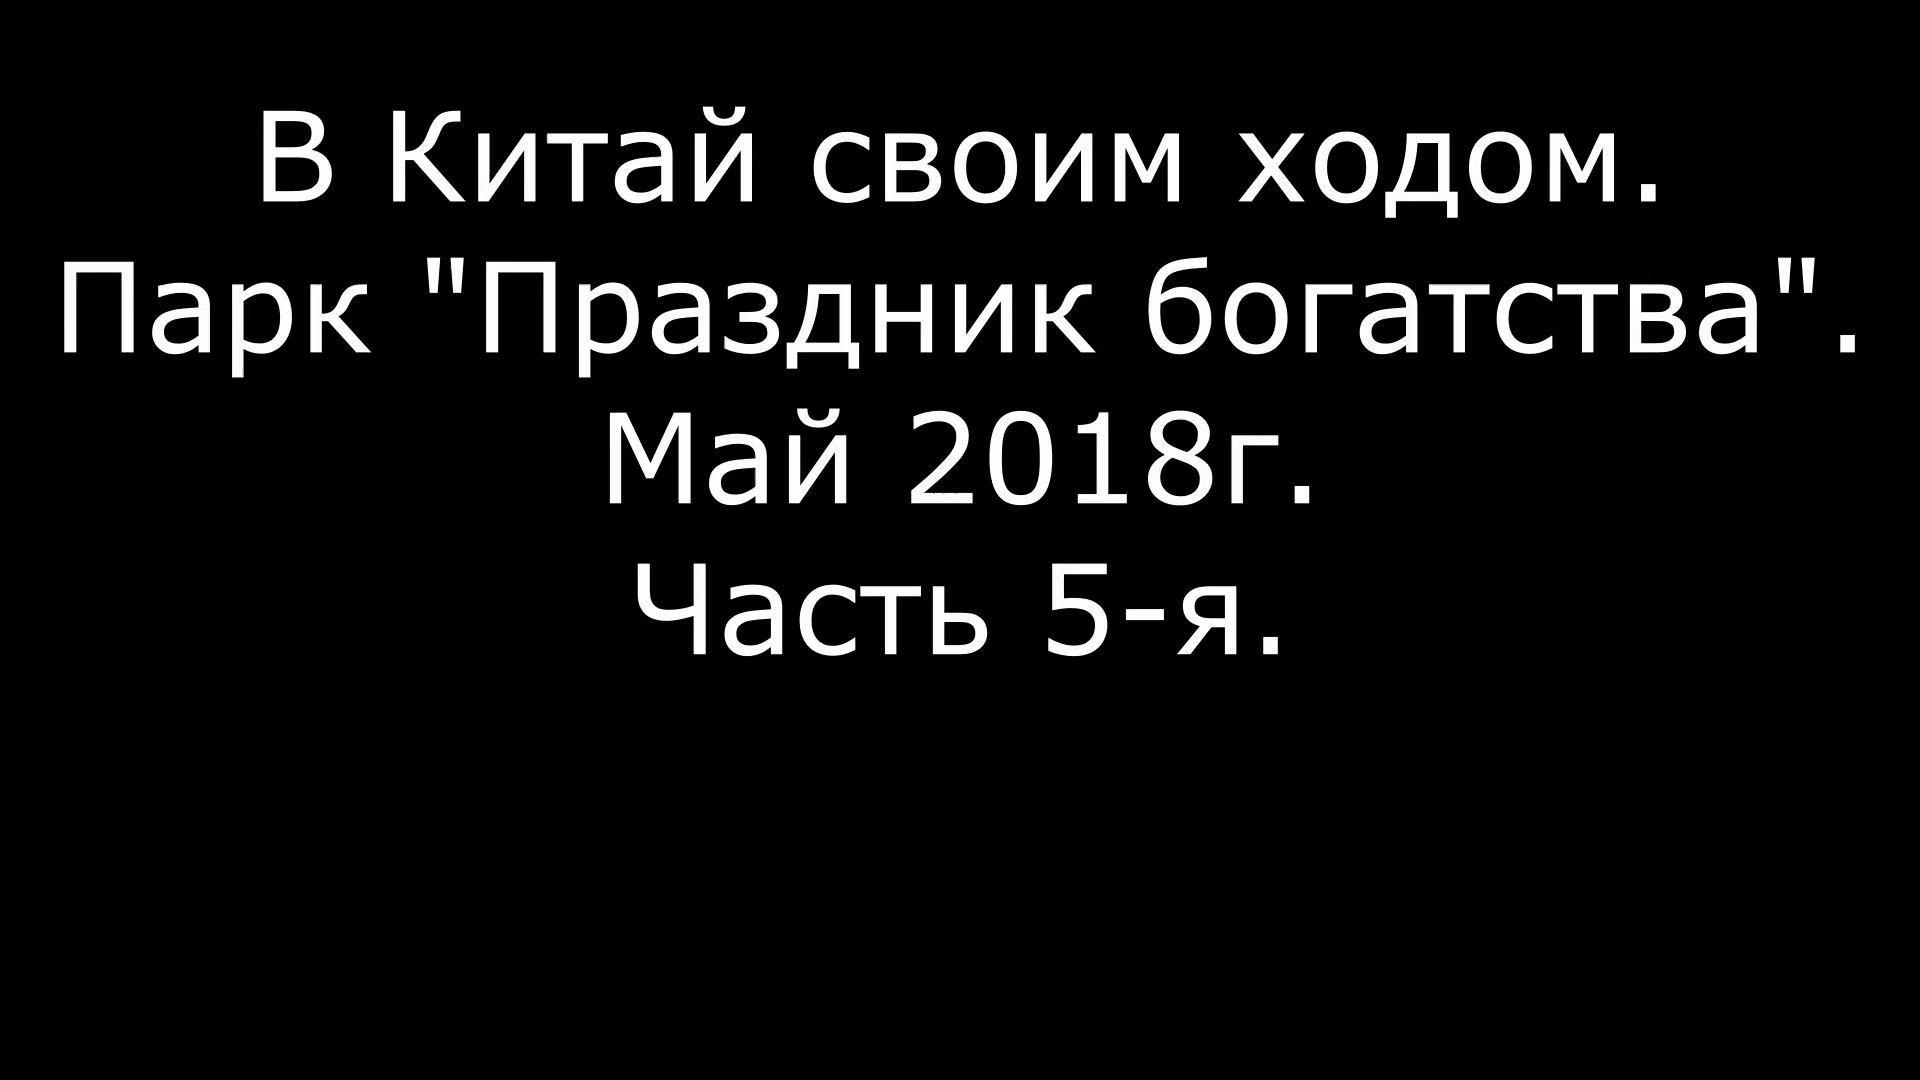 В Китай своим ходом.
Парк "Праздник богатства".
Май 2018г.
Часть 5-я.